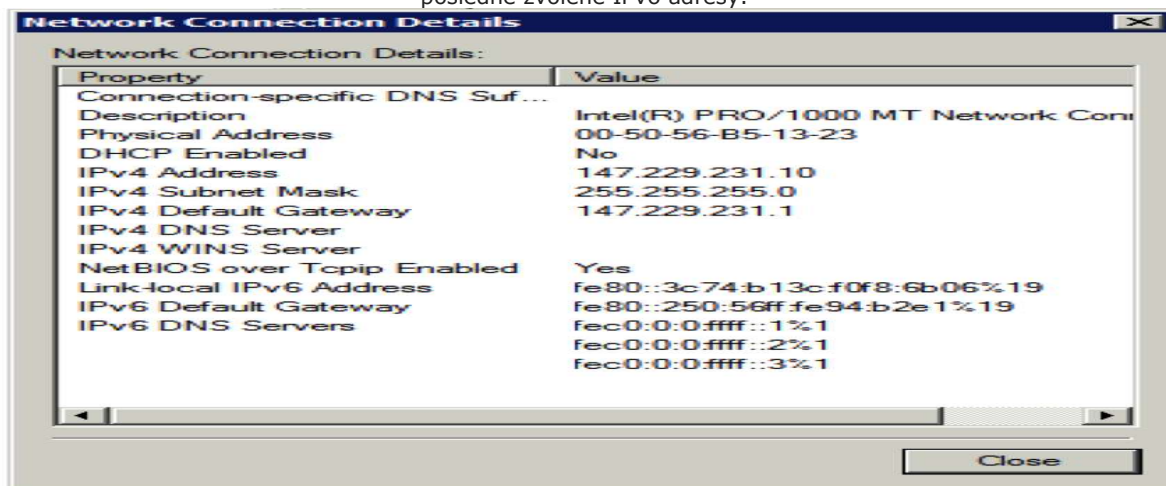 posledně zvolené IPv6 adresy.
Network Connection Details
Network Connection Details:
Property Value
Connection-specific DNS Suf...
Description Intel(R) PRO/1000 MT Network Con
Physical Address 00-50-56-B5-13-23
DHCP Enabled No
IPv4 Address 147.229.231.10
IPv4 Subnet Mask 255.255.255.0
IPv4 Default Gateway 147.229.231.1
IPv4 DNS Server
IPv4 WINS Server
NetBIOS over Tcpip Enabled Yes
Link-local IPv6 Address fe80::3c74:b13c:f0f8:6b06%19
IPv6 Default Gateway fe80::250:56ff:fe94:b2e1%19
IPv6 DNS Servers fec0:0:0:ffff::1%1
fec0:0:0:ffff::2%1
fec0:0:0:ffff::3%1
Close